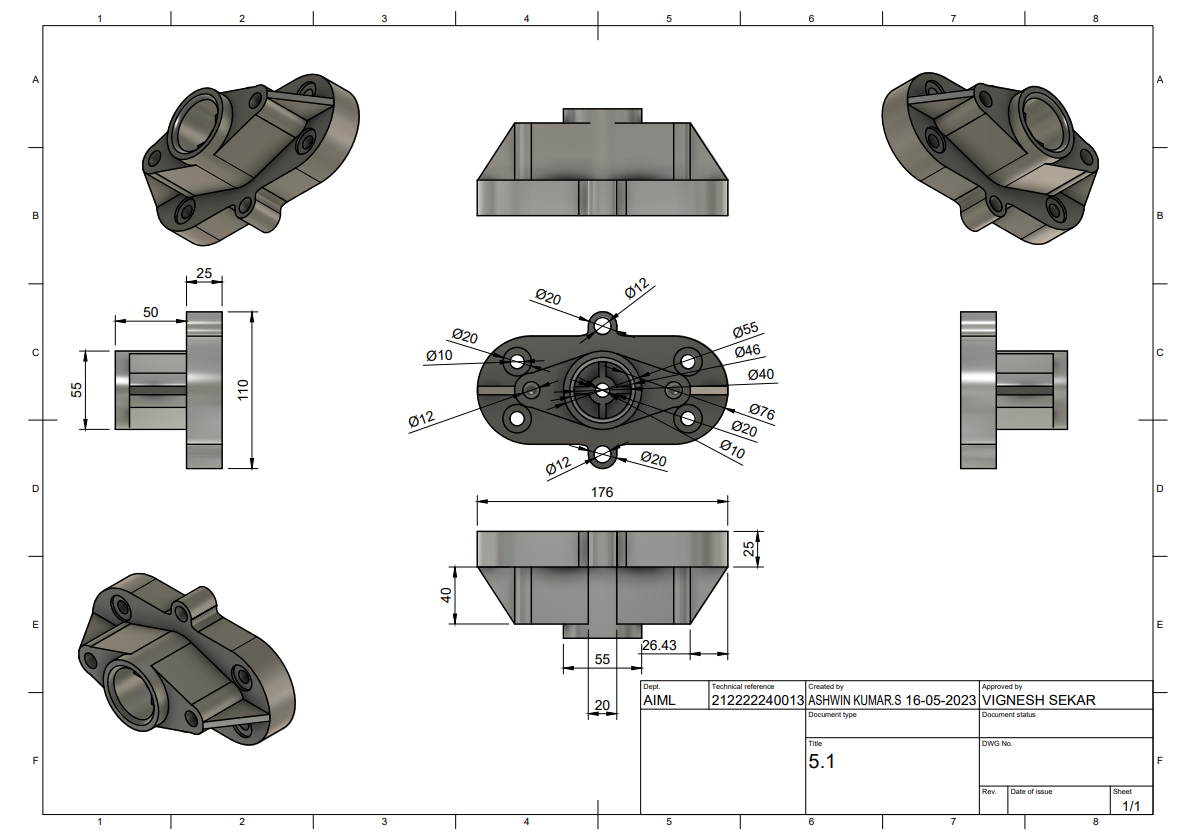 1 2 3 4 5 6 7 8
A A
B B
C C
D D
E E
F F
25
50
55
110
Ø20 Ø12
Ø20
Ø10
Ø12
Ø55
Ø46
Ø40
Ø76
Ø20
Ø10
Ø12 Ø20
176
25
40
26.43
55
20
Dept. Technical reference Created by Approved by
AIML 212222240013 ASHWIN KUMAR.S 16-05-2023 VIGNESH SEKAR
Document type Document status
Title DWG No.
5.1
Rev. Date of issue Sheet
1/1
1 2 3 4 5 6 7 8